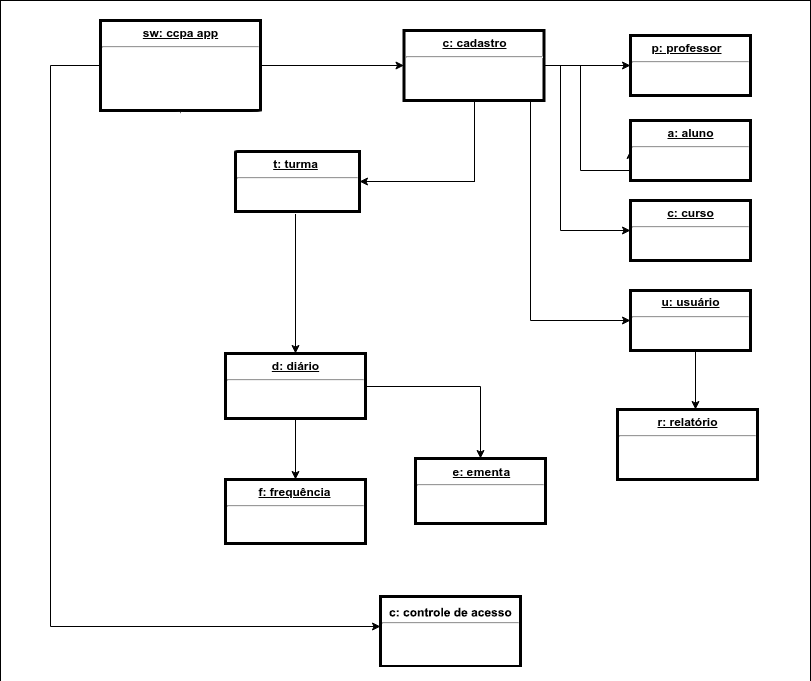 sw: ccpa app
c: cadastro
p: professor
a: aluno
t: turma
c: curso
u: usuário
d: diário
r: relatório
e: ementa
f: frequência
c: controle de acesso